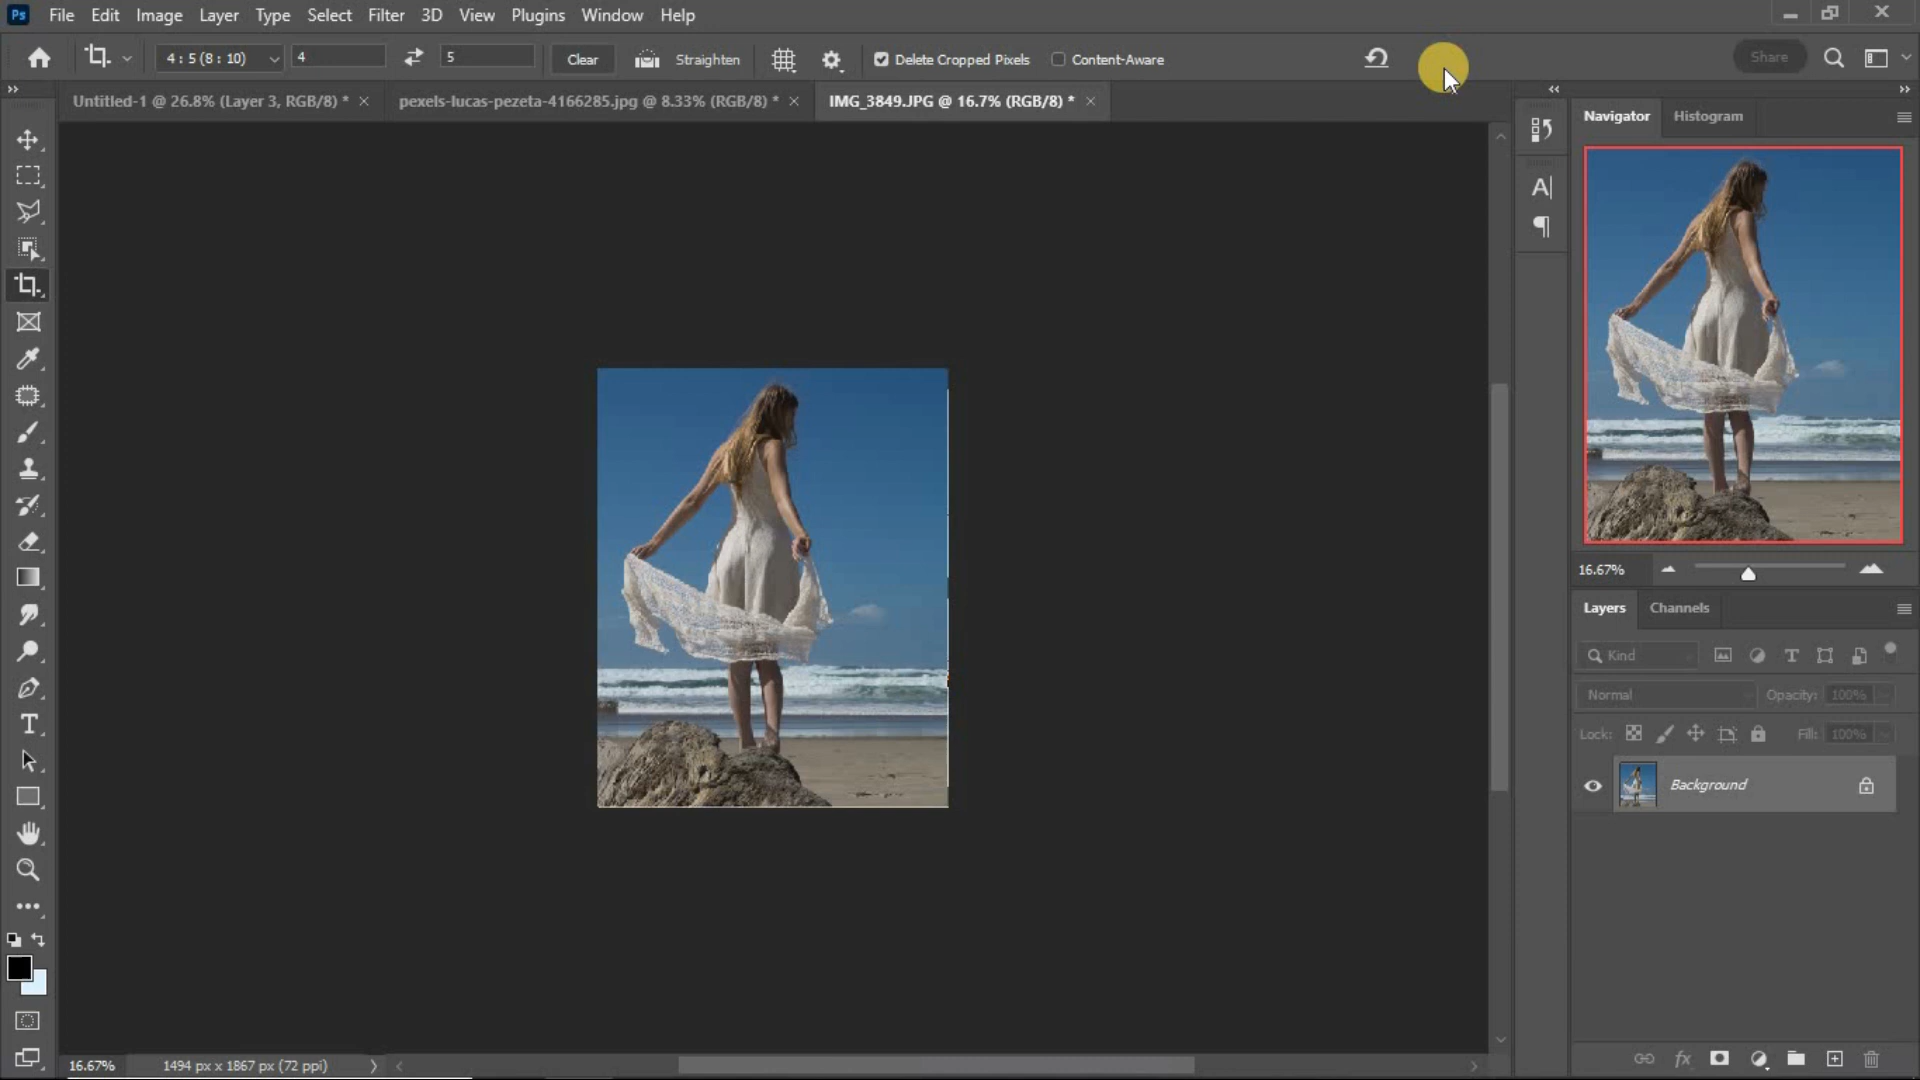 Ps File Edit Image Layer Type Select Filter 3D View Plugins Window Help
4 : 5 (8 : 10) 4 5 Clear Straighten Delete Cropped Pixels Content-Aware Share
Untitled-1 @ 26.8% (Layer 3, RGB/8) * pexels-lucas-pezeta-4166285.jpg @ 8.33% (RGB/8) * IMG_3849.JPG @ 16.7% (RGB/8) *
Navigator Histogram
16.67%
Layers Channels
Kind
Normal Opacity: 100%
Lock: Fill: 100%
Background
fx
16.67% 1494 px x 1867 px (72 ppi)